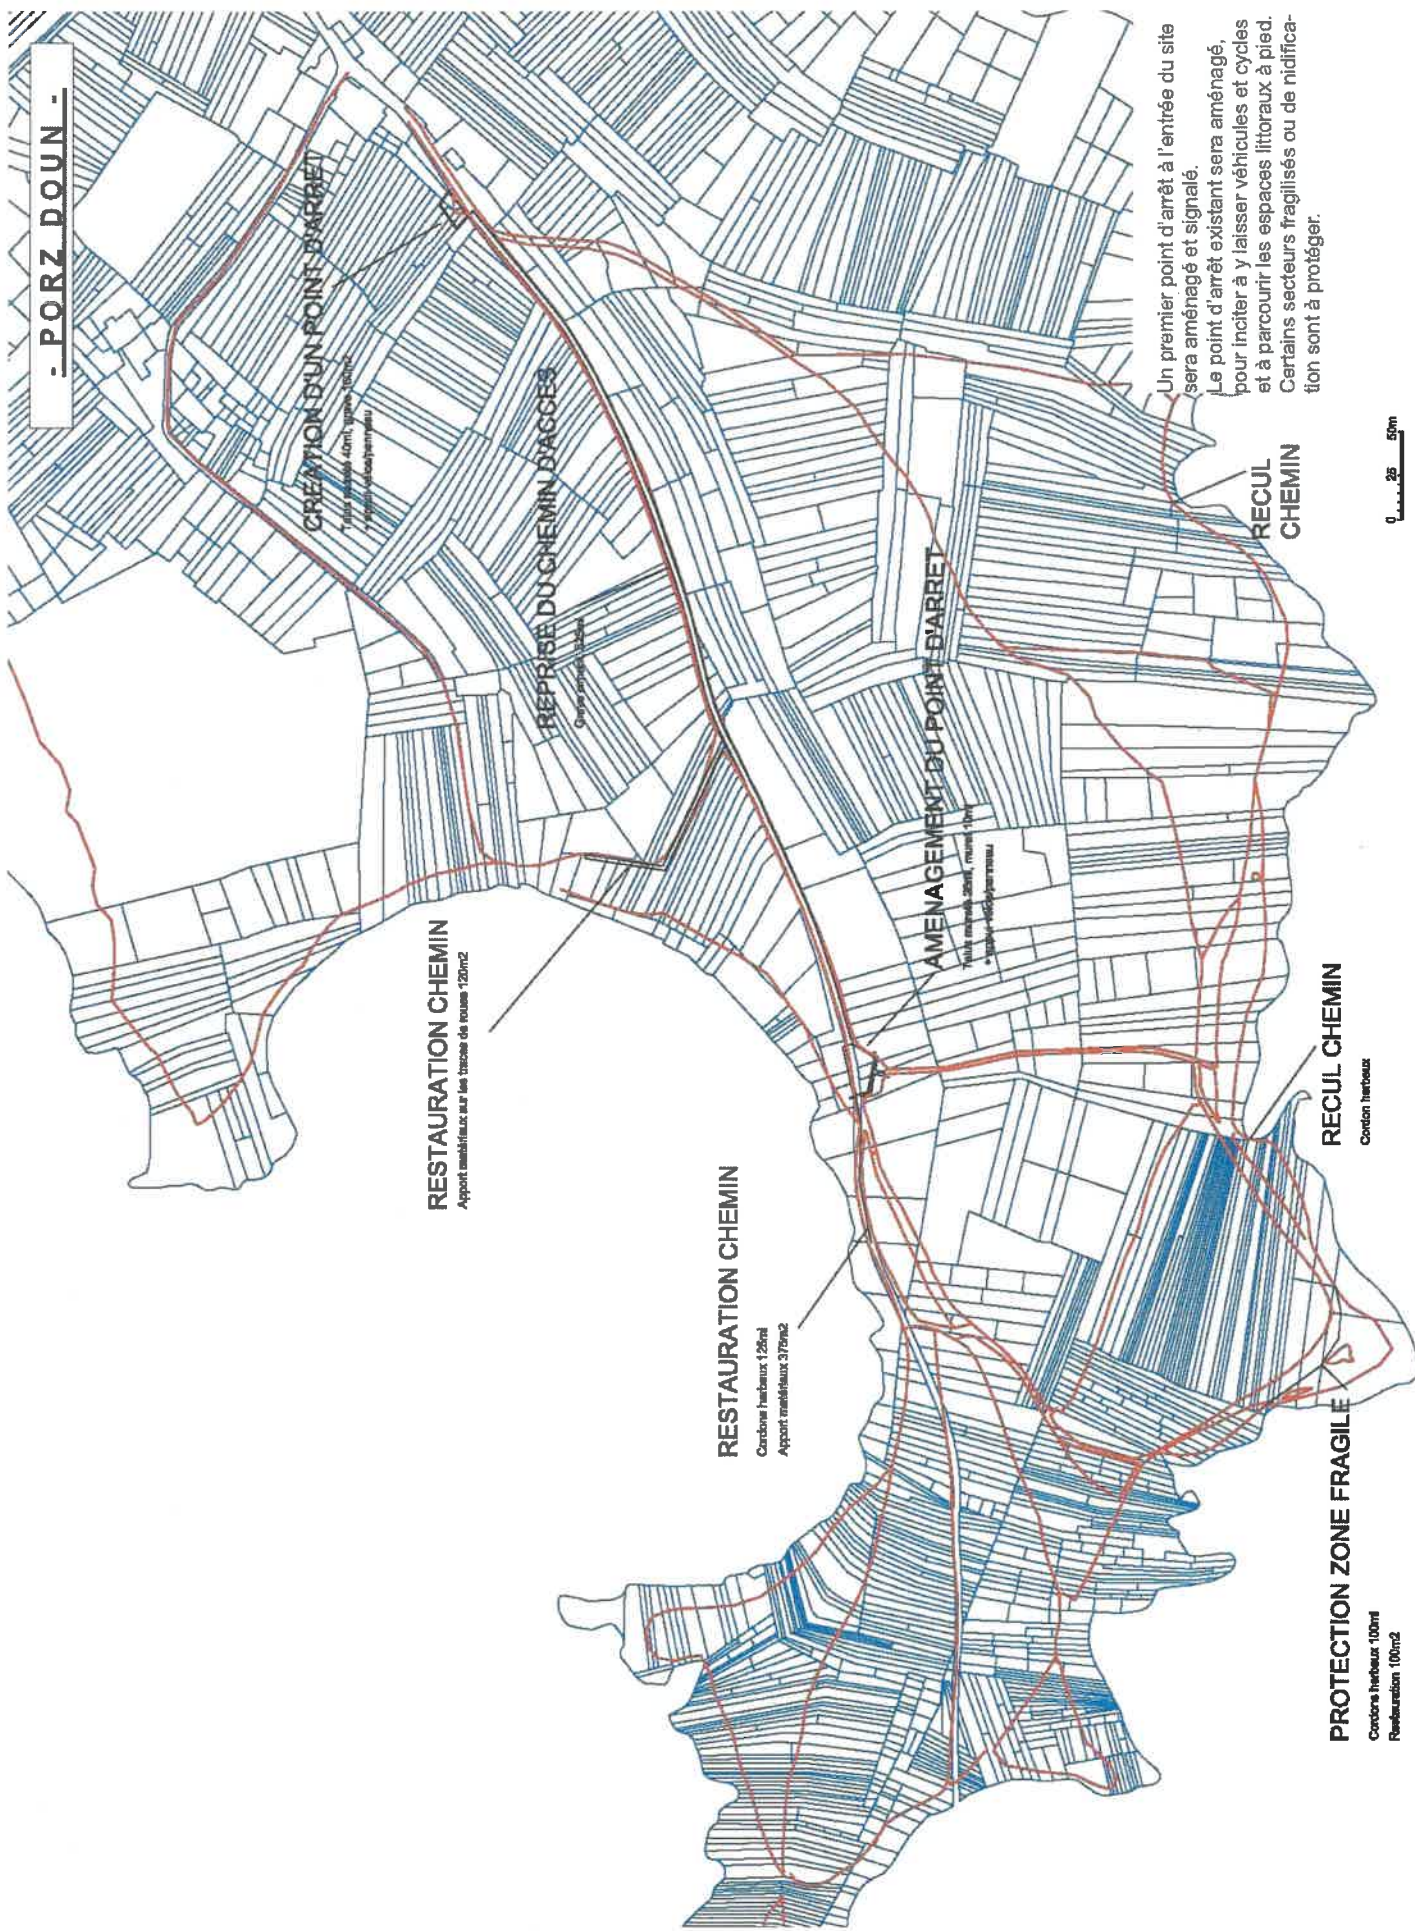 - PORZ DOUN -
CREATION D'UN POINT D'ARRET
REPRISE DU CHEMIN D'ACCES
RESTAURATION CHEMIN
Apport matériaux sur les traces de roues 120m2
AMENAGEMENT DU POINT D'ARRET
RESTAURATION CHEMIN
Cordons herbeux 125ml
Apport matériaux 375m2
RECUL
CHEMIN
RECUL CHEMIN
Cordon herbeux
PROTECTION ZONE FRAGILE
Cordons herbeux 100ml
Restauration 100m2
Un premier point d'arrêt à l'entrée du site
sera aménagé et signalé.
Le point d'arrêt existant sera aménagé,
pour inciter à y laisser véhicules et cycles
et à parcourir les espaces littoraux à pied.
Certains secteurs fragilisés ou de nidifica-
tion sont à protéger.
0 25 50m